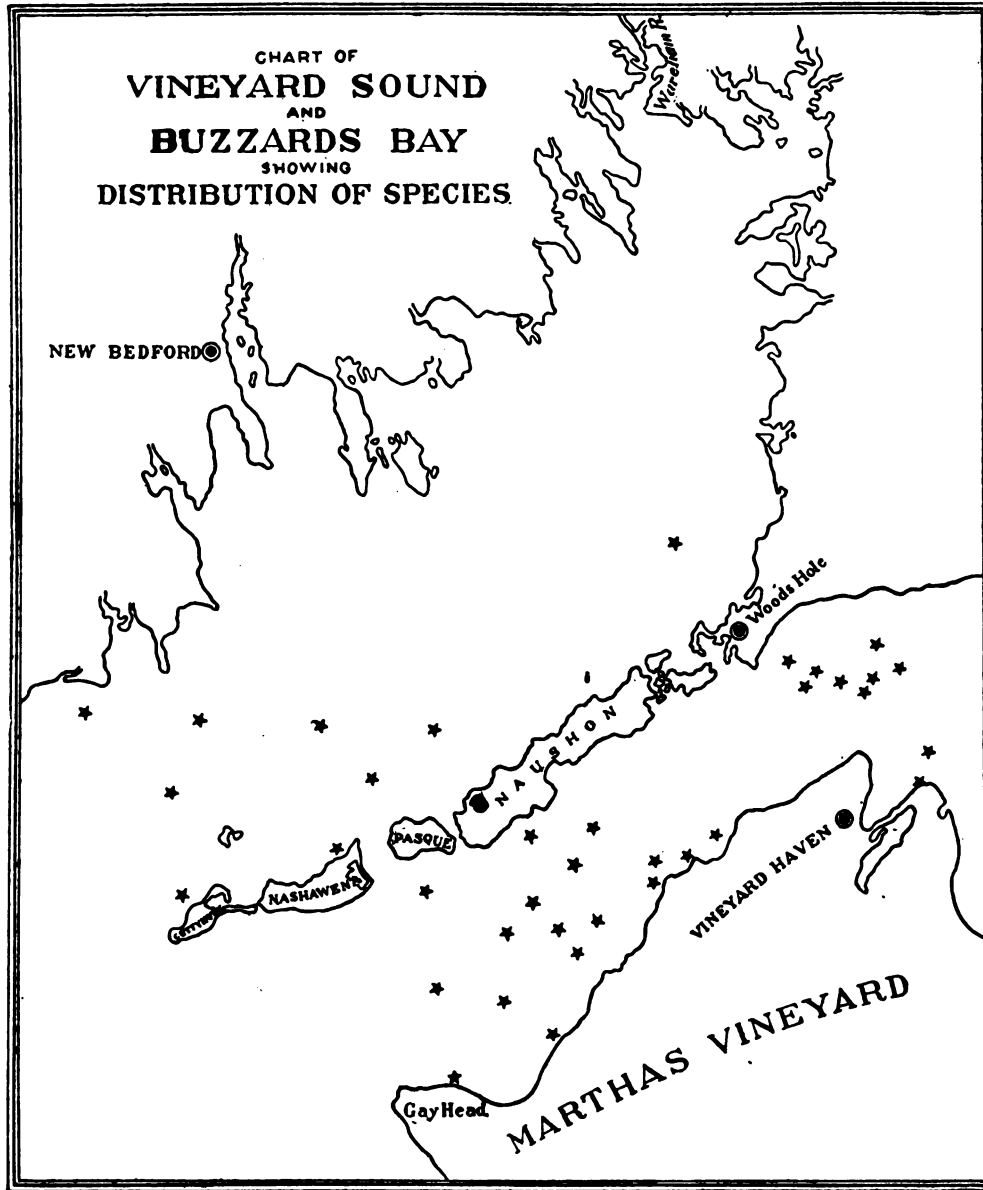 CHART OF
VINEYARD SOUND
AND
BUZZARDS BAY
SHOWING
DISTRIBUTION OF SPECIES.
Wareham R.
NEW BEDFORD
Woods Hole
NAUSHON
PASQUE
NASHAWENA
VINEYARD HAVEN
MARTHAS VINEYARD
Gay Head.